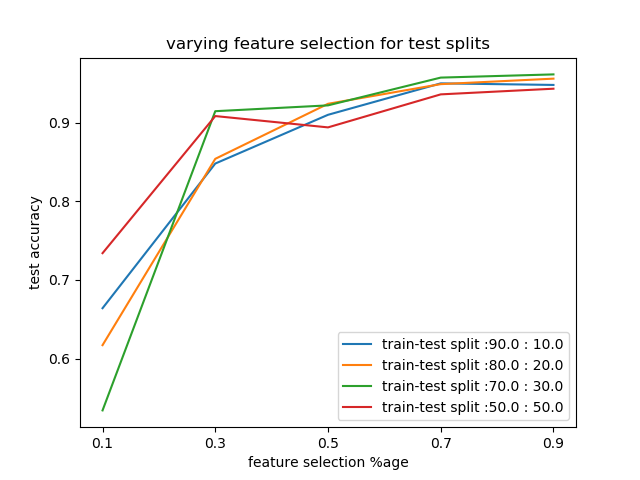 varying feature selection for test splits
test accuracy
0.9
0.8
0.7
0.6
train-test split :90.0 : 10.0
train-test split :80.0 : 20.0
train-test split :70.0 : 30.0
train-test split :50.0 : 50.0
0.1 0.3 0.5 0.7 0.9
feature selection %age